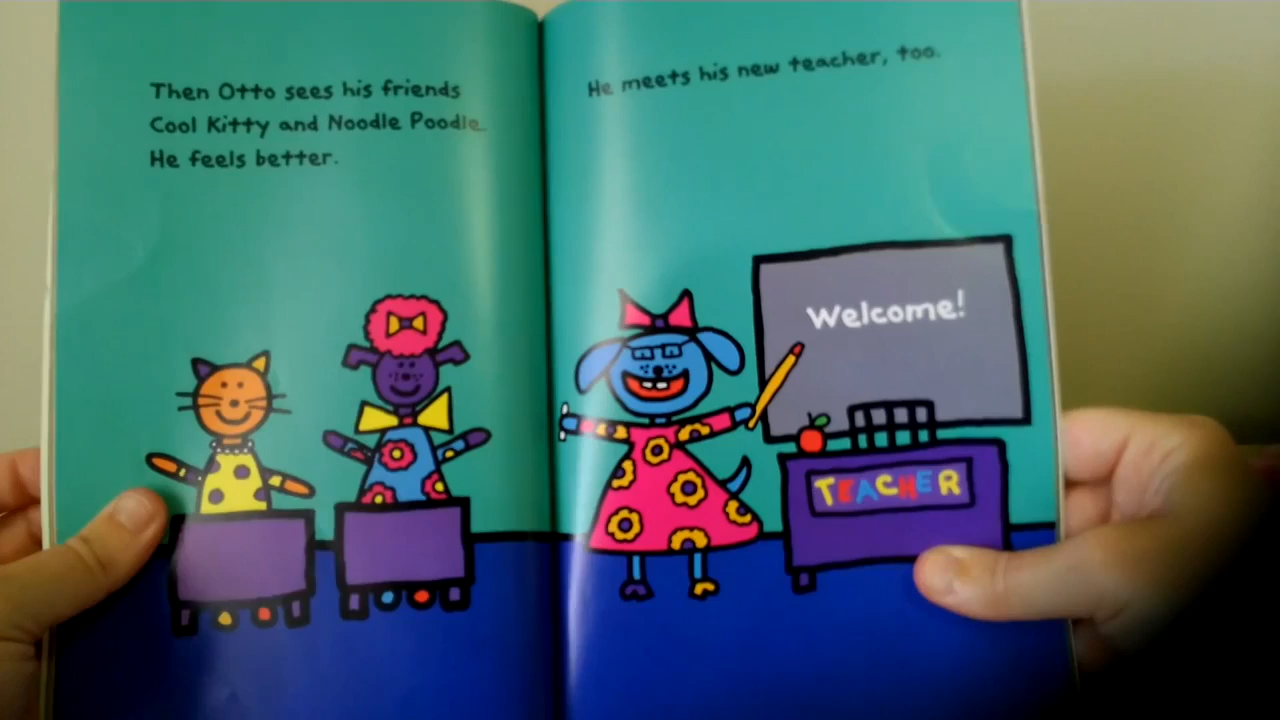 Then Otto sees his friends
Cool Kitty and Noodle Poodle.
He feels better.
He meets his new teacher, too.
Welcome!
TEACHER